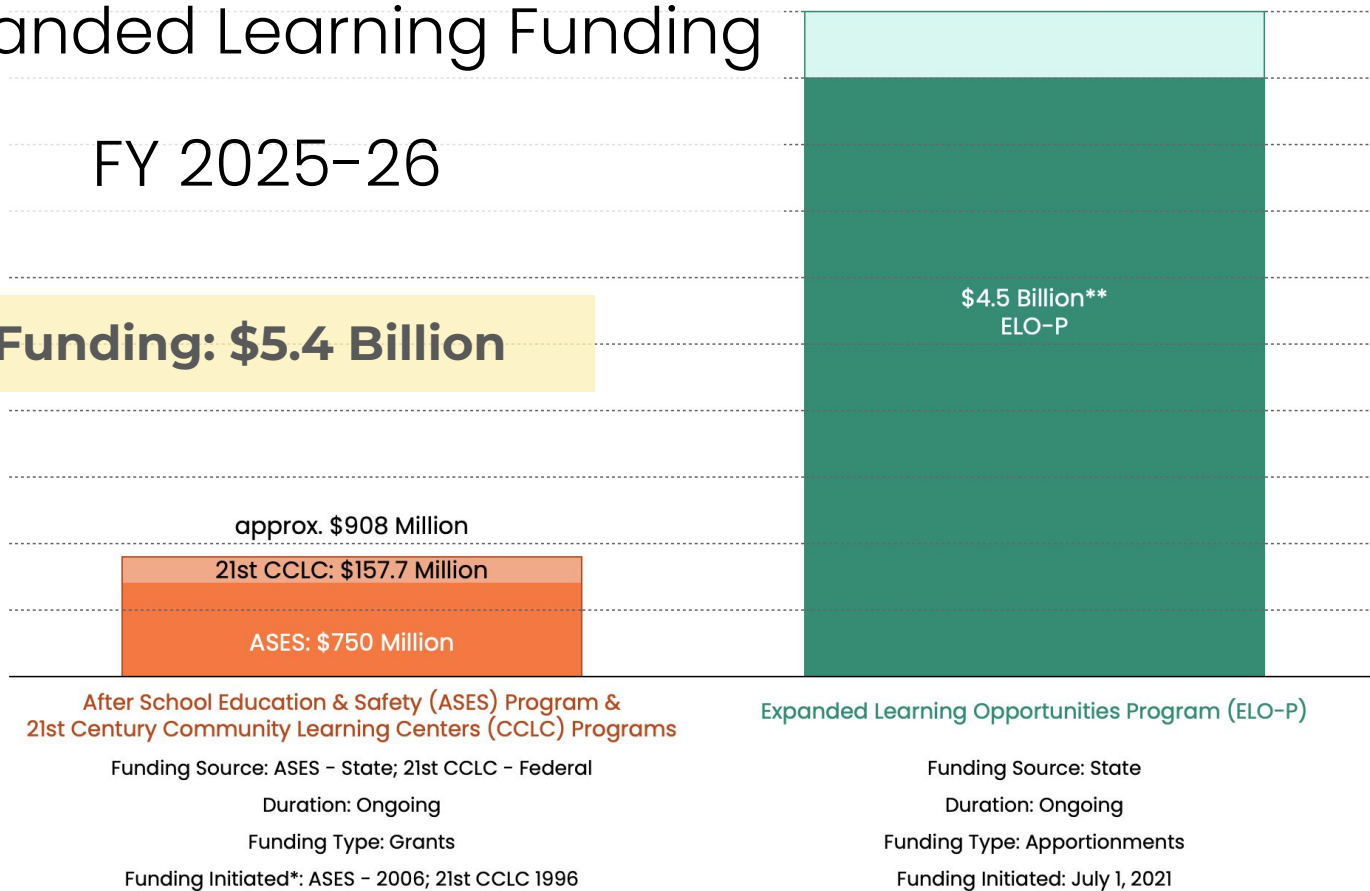 anded Learning Funding
FY 2025-26
Funding: $5.4 Billion
$4.5 Billion**
ELO-P
approx. $908 Million
21st CCLC: $157.7 Million
ASES: $750 Million
After School Education & Safety (ASES) Program &
21st Century Community Learning Centers (CCLC) Programs
Funding Source: ASES - State; 21st CCLC - Federal
Duration: Ongoing
Funding Type: Grants
Funding Initiated*: ASES - 2006; 21st CCLC 1996
Expanded Learning Opportunities Program (ELO-P)
Funding Source: State
Duration: Ongoing
Funding Type: Apportionments
Funding Initiated: July 1, 2021